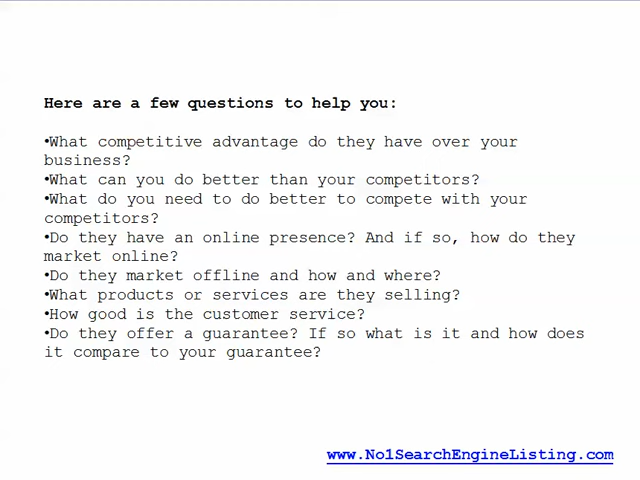 Here are a few questions to help you:
•What competitive advantage do they have over your
business?
•What can you do better than your competitors?
•What do you need to do better to compete with your
competitors?
•Do they have an online presence? And if so, how do they
market online?
•Do they market offline and how and where?
•What products or services are they selling?
•How good is the customer service?
•Do they offer a guarantee? If so what is it and how does
it compare to your guarantee?
www.No1SearchEngineListing.com